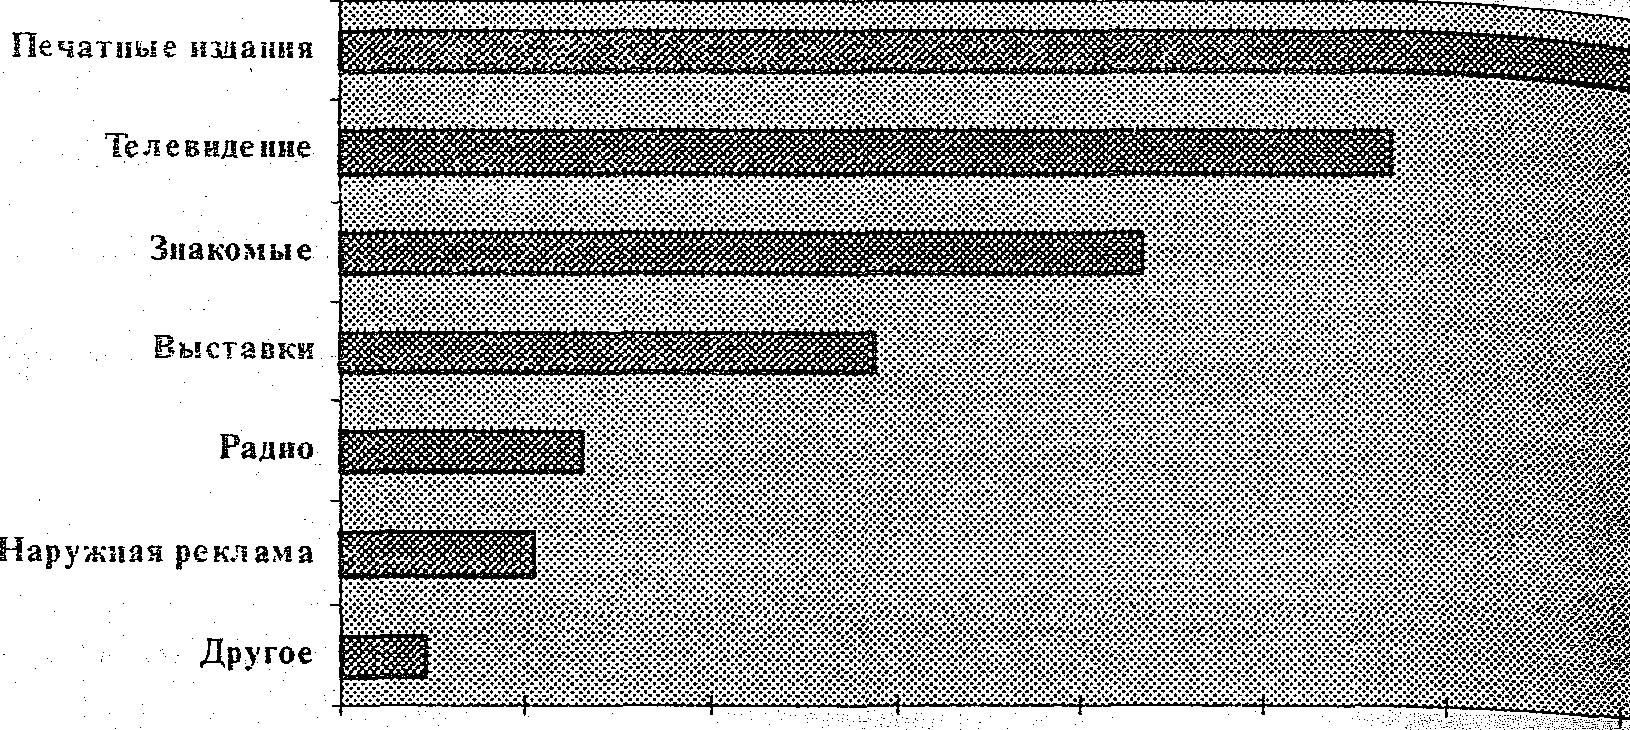 Печатные издания
Телевидение
Знакомые
Выставки
Радио
Наружная реклама
Другое